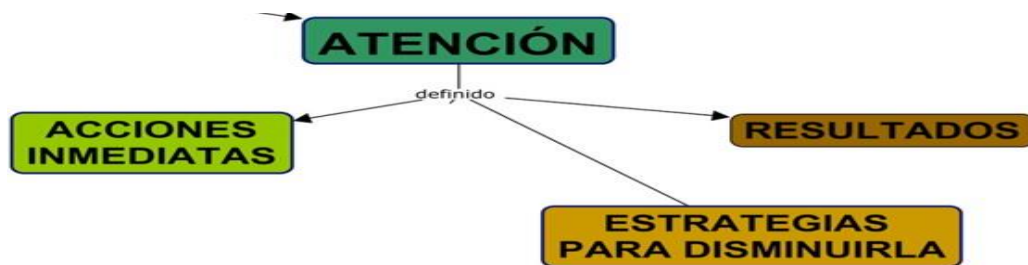 ATENCIÓN
definido
ACCIONES
INMEDIATAS
RESULTADOS
ESTRATEGIAS
PARA DISMINUIRLA